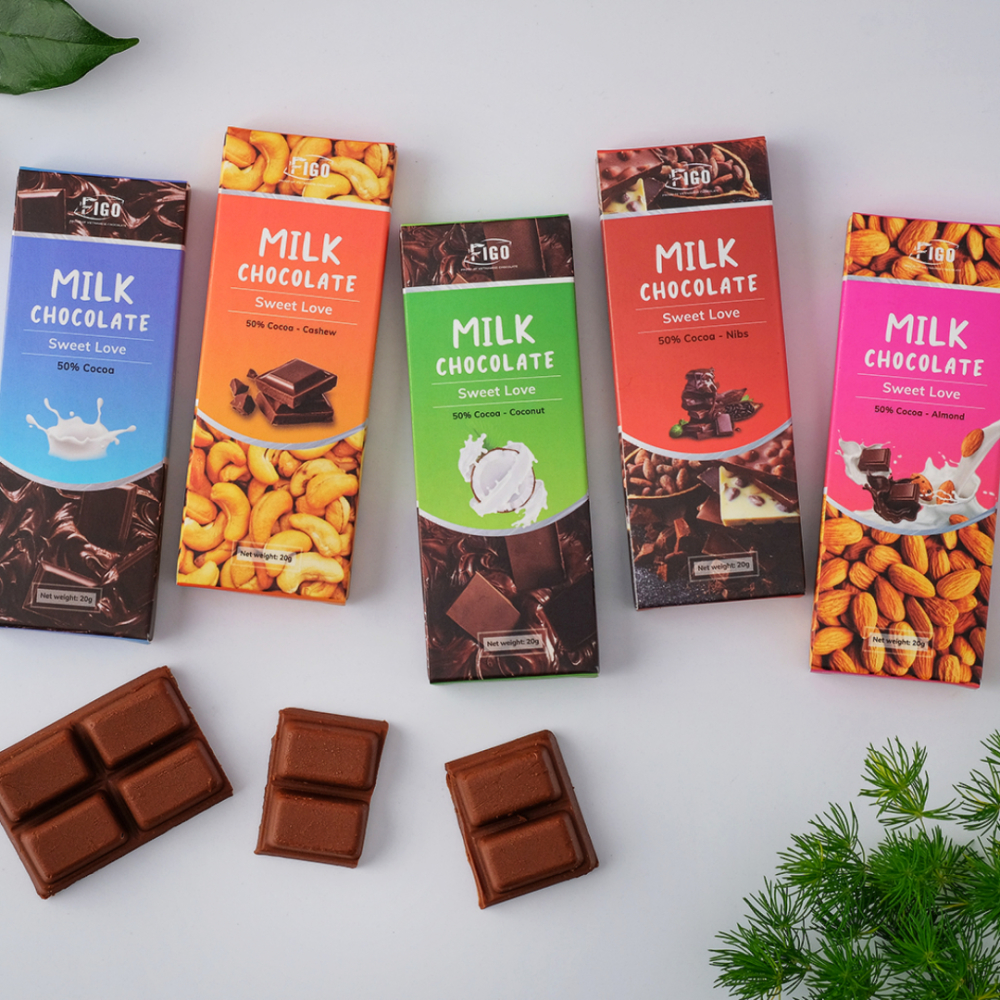 FIGO
MILK
CHOCOLATE
Sweet Love
50% Cocoa
Net weight: 20g
FIGO
MILK
CHOCOLATE
Sweet Love
50% Cocoa - Cashew
Net weight: 20g
FIGO
MILK
CHOCOLATE
Sweet Love
50% Cocoa - Coconut
Net weight: 20g
FIGO
MILK
CHOCOLATE
Sweet Love
50% Cocoa - Nibs
Net weight: 20g
FIGO
MILK
CHOCOLATE
Sweet Love
50% Cocoa - Almond
Net weight: 20g